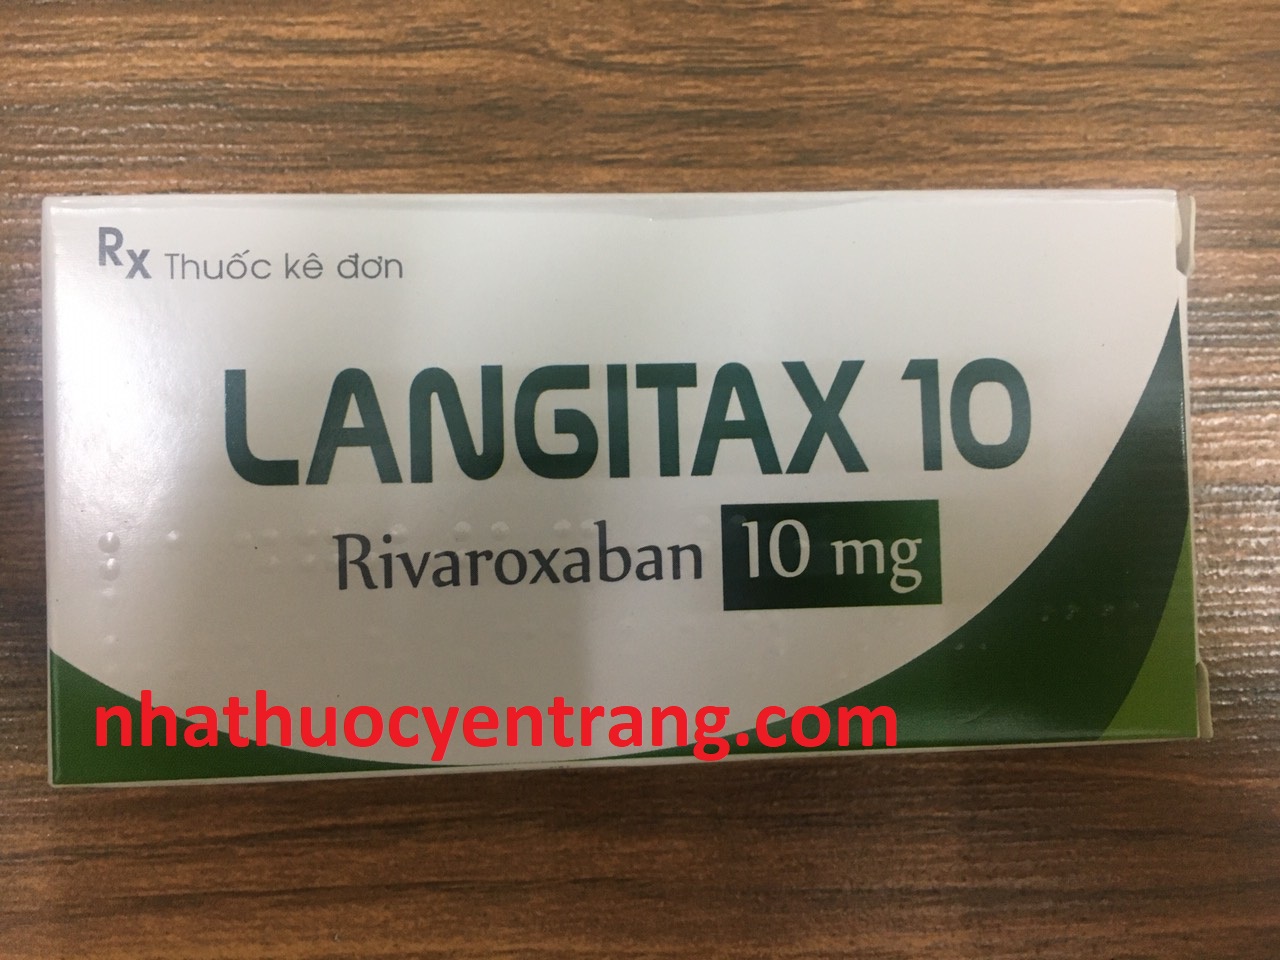 Rx Thuốc kê đơn
LANGITAX 10
Rivaroxaban 10 mg
nhathuocyentrang.com